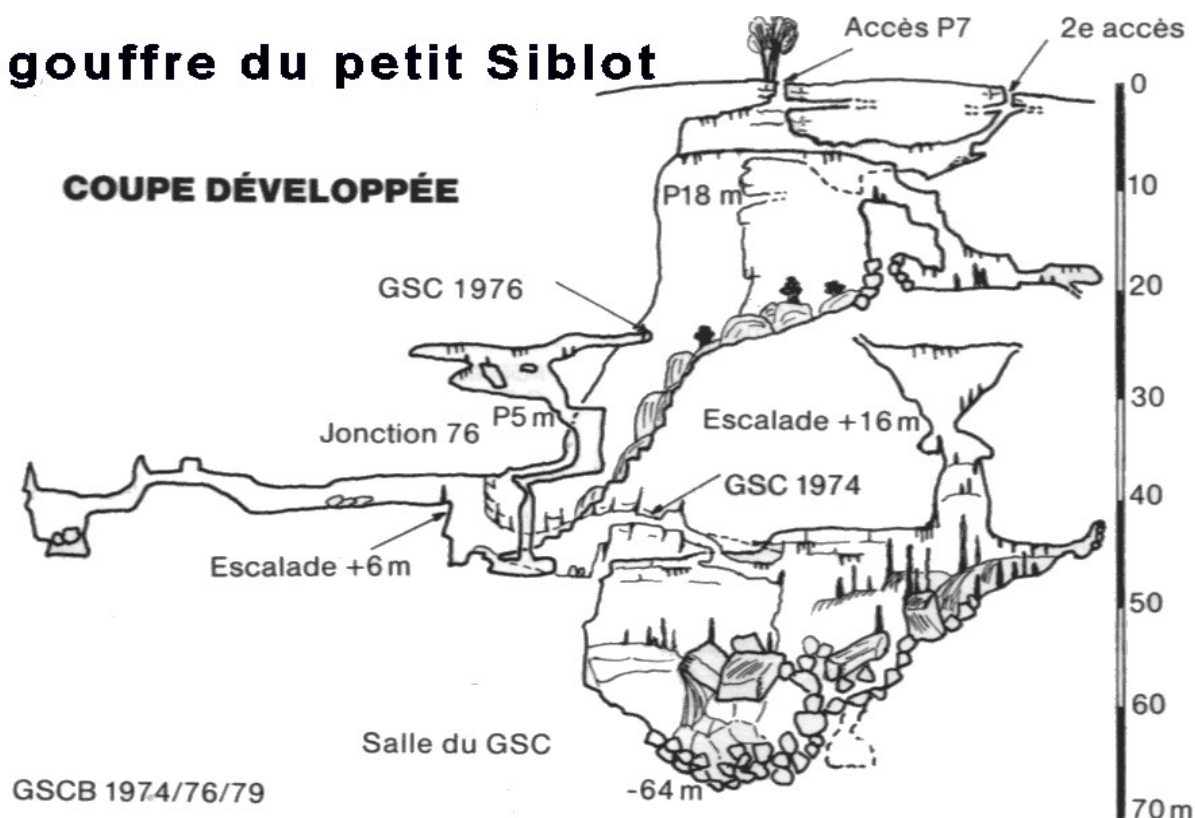 Accès P7
2e accès
gouffre du petit Siblot
0
COUPE DÉVELOPPÉE
P18 m
10
GSC 1976
20
P5 m
30
Jonction 76
Escalade +16 m
GSC 1974
40
Escalade +6 m
50
60
Salle du GSC
GSCB 1974/76/79
-64 m
70 m